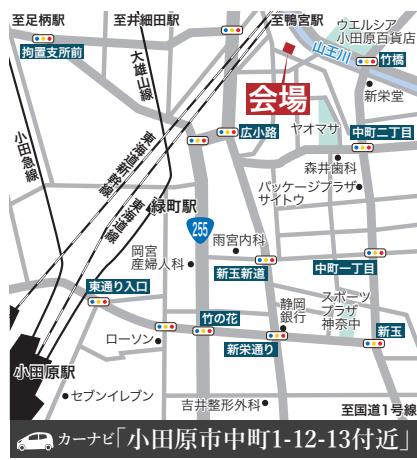 至足柄駅
至井細田駅
至鴨宮駅
ウエルシア
小田原百貨店
拘置支所前
大雄山線
山王川
竹橋
会場
新栄堂
小田急線
東海道新幹線
東海道線
広小路
ヤオマサ
中町二丁目
森井歯科
パッケージプラザ
サイトウ
緑町駅
255
岡宮
産婦人科
雨宮内科
新玉新道
中町一丁目
東通り入口
静岡
銀行
スポーツ
プラザ
神奈中
竹の花
ローソン
新栄通り
新玉
小田原駅
セブンイレブン
吉井整形外科
至国道1号線
カーナビ「小田原市中町1-12-13付近」